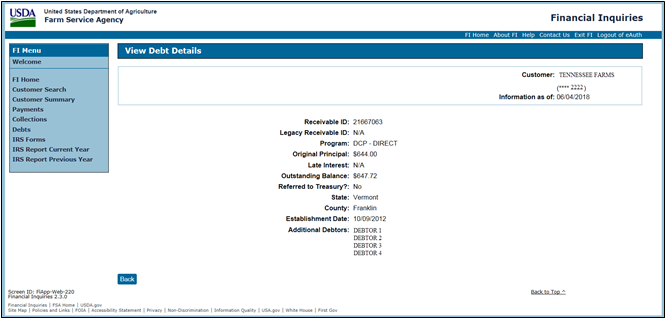 USDA
United States Department of Agriculture
Farm Service Agency
Financial Inquiries
FI Home About FI Help Contact Us Exit FI Logout of eAuth
FI Menu
Welcome
FI Home
Customer Search
Customer Summary
Payments
Collections
Debts
IRS Forms
IRS Report Current Year
IRS Report Previous Year
View Debt Details
Customer: TENNESSEE FARMS
(**** 2222 )
Information as of: 06/04/2018
Receivable ID: 21667063
Legacy Receivable ID: N/A
Program: DCP - DIRECT
Original Principal: $644.00
Late Interest: N/A
Outstanding Balance: $647.72
Referred to Treasury?: No
State: Vermont
County: Franklin
Establishment Date: 10/09/2012
Additional Debtors: DEBTOR 1
DEBTOR 2
DEBTOR 3
DEBTOR 4
Back
Screen ID: FiApp-Web-220
Back to Top ^
Financial Inquiries 2.3.0
Financial Inquiries | FSA Home | USDA.gov
Site Map | Policies and Links | FOIA | Accessibility Statement | Privacy | Non-Discrimination | Information Quality | USA.gov | White House | First Gov